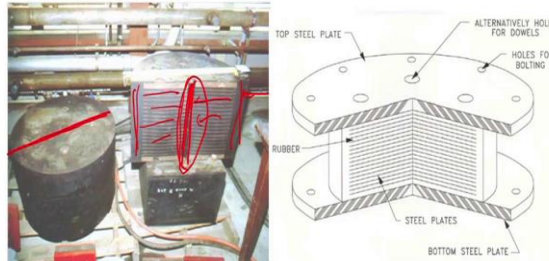 ALTERNATIVELY HOL
FOR DOWELS
TOP STEEL PLATE
HOLES FO
BOLTING
RUBBER
STEEL PLATES
BOTTOM STEEL PLATE